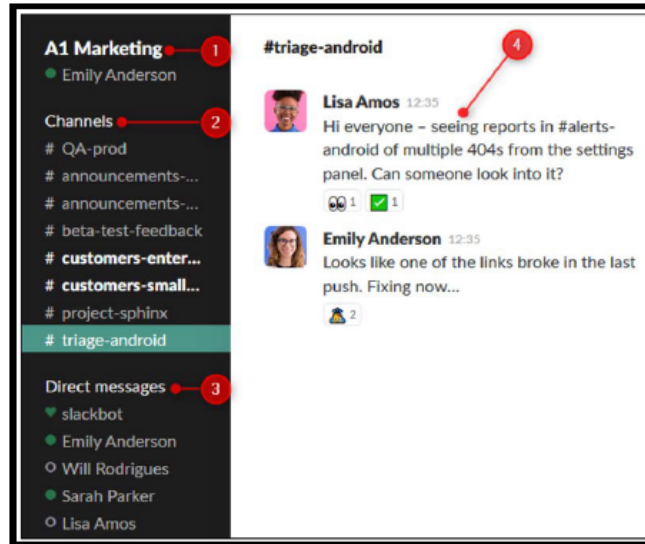 A1 Marketing
1
Emily Anderson
Channels
2
# QA-prod
# announcements-...
# announcements-...
# beta-test-feedback
# customers-enter...
# customers-small...
# project-sphinx
# triage-android
Direct messages
3
slackbot
Emily Anderson
Will Rodrigues
Sarah Parker
Lisa Amos
#triage-android
4
Lisa Amos 12:35
Hi everyone – seeing reports in #alerts-
android of multiple 404s from the settings
panel. Can someone look into it?
1 1
Emily Anderson 12:35
Looks like one of the links broke in the last
push. Fixing now...
2